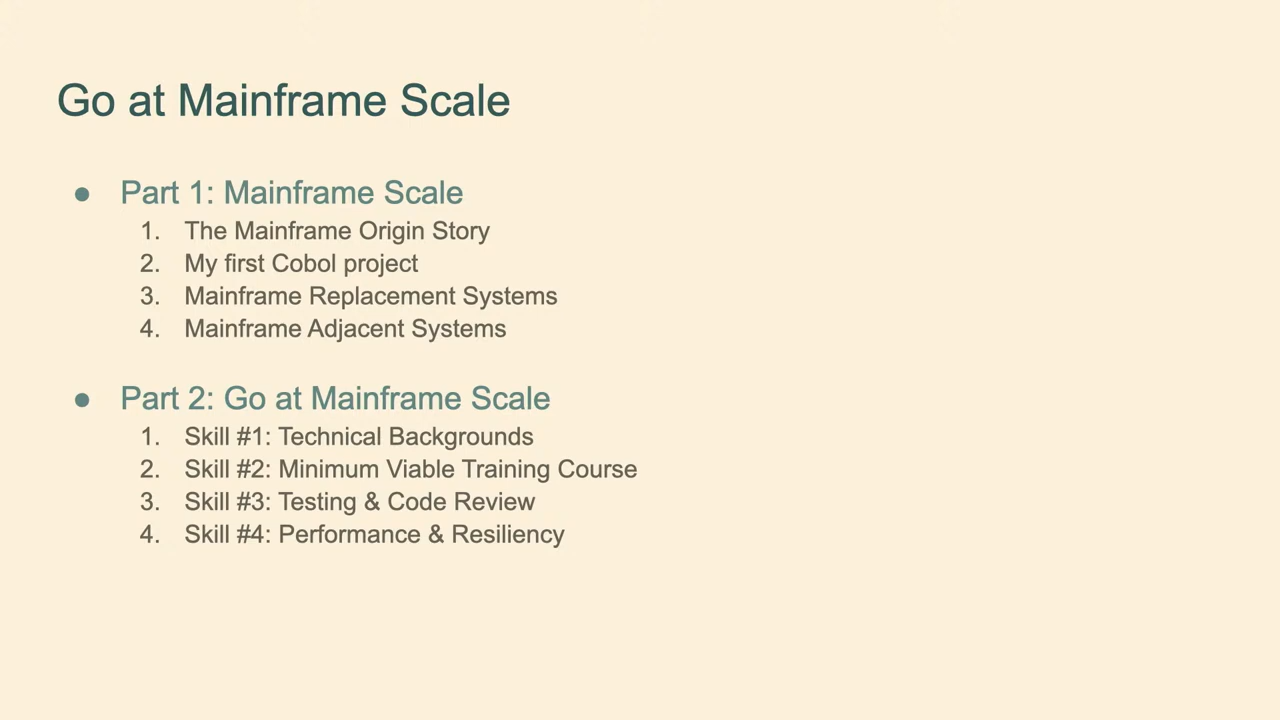 Go at Mainframe Scale
● Part 1: Mainframe Scale
1. The Mainframe Origin Story
2. My first Cobol project
3. Mainframe Replacement Systems
4. Mainframe Adjacent Systems
● Part 2: Go at Mainframe Scale
1. Skill #1: Technical Backgrounds
2. Skill #2: Minimum Viable Training Course
3. Skill #3: Testing & Code Review
4. Skill #4: Performance & Resiliency